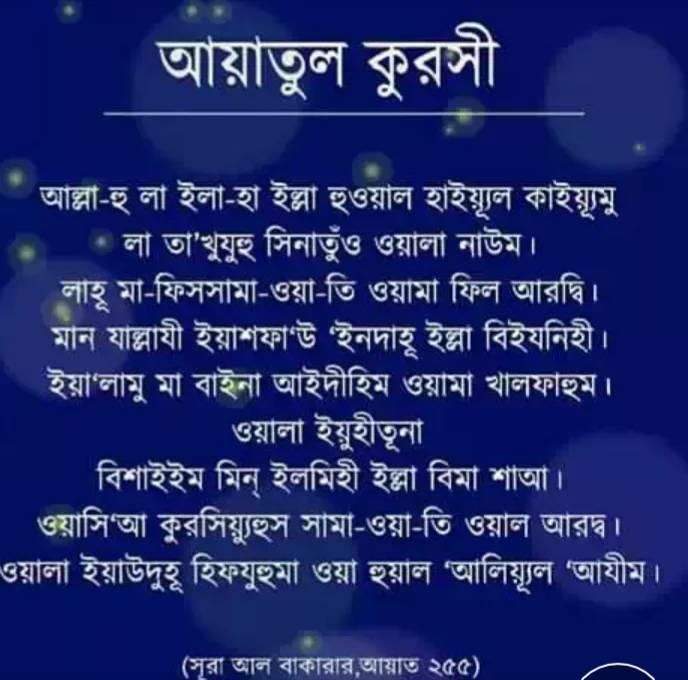 আয়াতুল কুরসী
আল্লা-হু লা ইলা-হা ইল্লা হুওয়াল হাইয়্যুল কাইয়্যূমু
লা তা'খুযুহু সিনাতুঁও ওয়ালা নাউম।
লাহূ মা-ফিসসামা-ওয়া-তি ওয়ামা ফিল আরদ্বি।
মান যাল্লাযী ইয়াশফা‘উ ‘ইনদাহূ ইল্লা বিইযনিহী।
ইয়া‘লামু মা বাইনা আইদীহিম ওয়ামা খালফাহুম।
ওয়ালা ইয়ুহীতূনা
বিশাইইম মিন্ ইলমিহী ইল্লা বিমা শাআ।
ওয়াসি‘আ কুরসিয়্যুহুস সামা-ওয়া-তি ওয়াল আরদ্ব।
ওয়ালা ইয়াউদুহূ হিফযুহুমা ওয়া হুয়াল ‘আলিয়্যূল ‘আযীম।
(সূরা আল বাকারার,আয়াত ২৫৫)